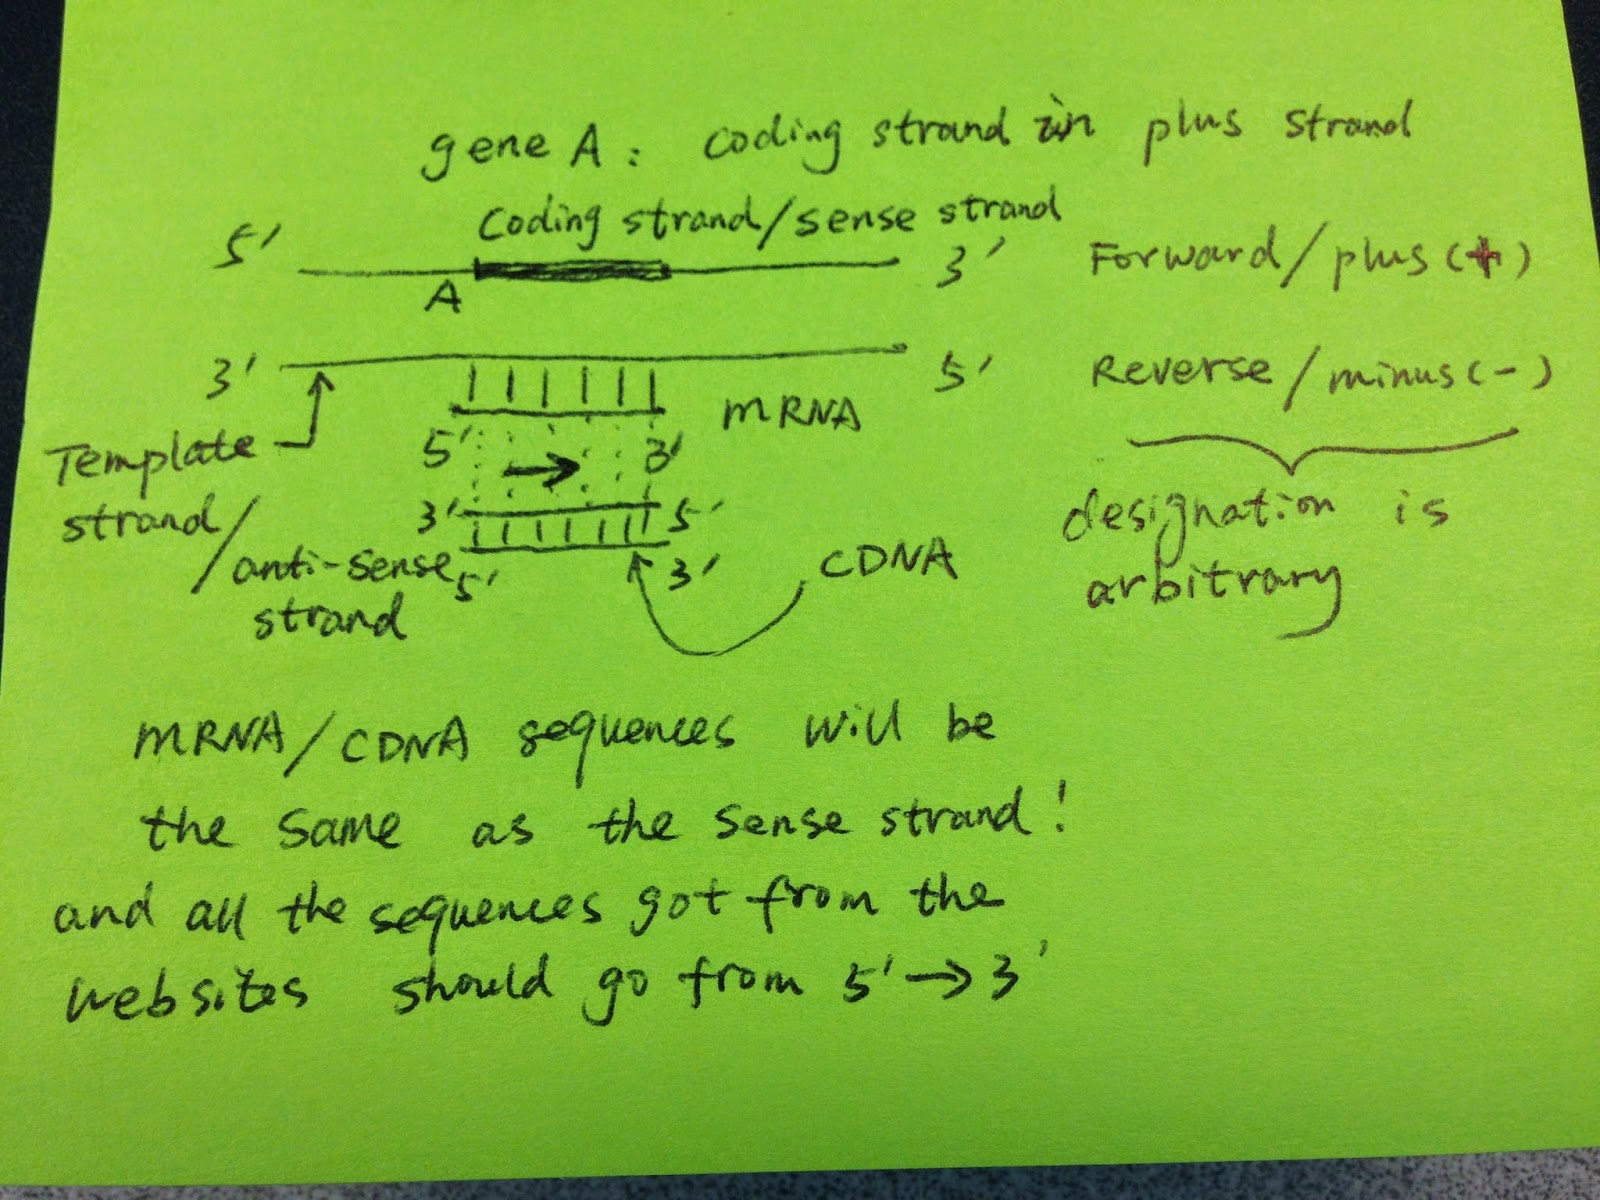 gene A: coding strand in plus strand
Coding strand/sense strand
5' 3' Forward/plus(+)
A
3' 5' Reverse/minus(-)
mRNA
Template
strand/
anti-sense
strand
5' 3'
3' 5'
5' 3'
CDNA
designation is
arbitrary
mRNA/CDNA sequences will be
the same as the sense strand!
and all the sequences got from the
websites should go from 5'→3'